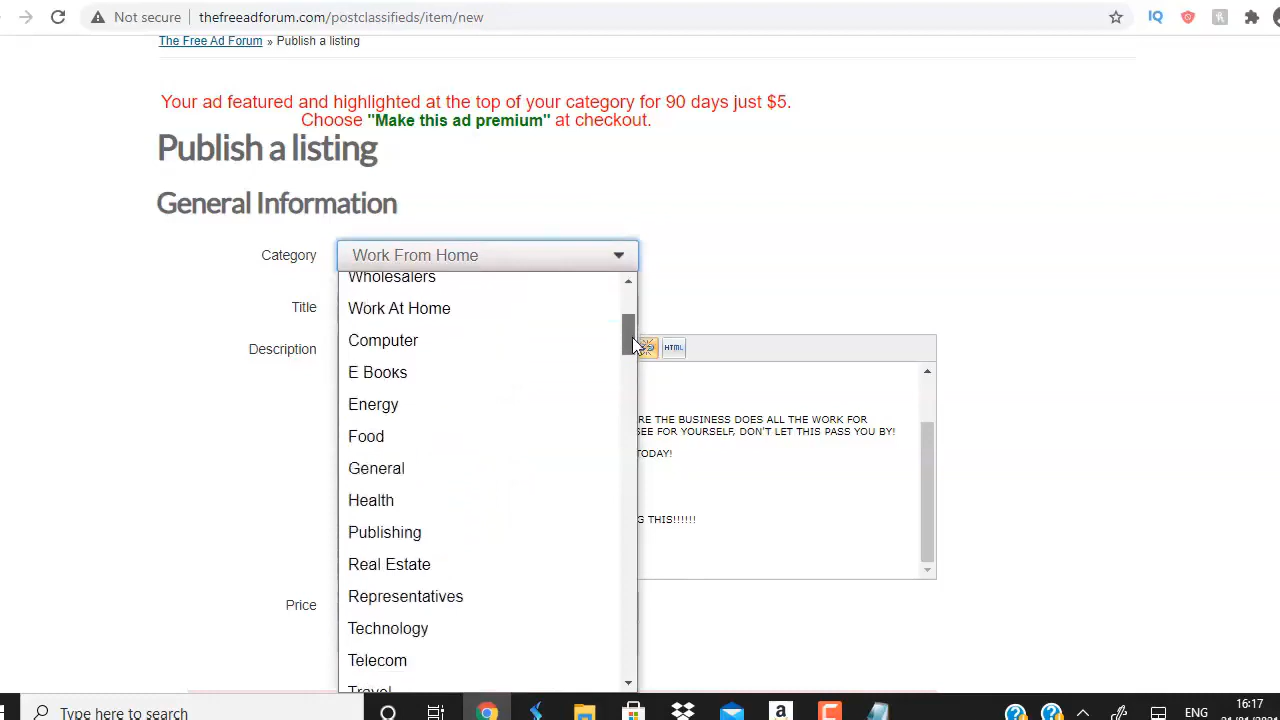 Not secure thefreeadforum.com/postclassifieds/item/new
The Free Ad Forum » Publish a listing
Your ad featured and highlighted at the top of your category for 90 days just $5.
Choose "Make this ad premium" at checkout.
Publish a listing
General Information
Category Work From Home
Wholesalers
Title
Work At Home
Description
Computer
HTML
E Books
Energy
RE THE BUSINESS DOES ALL THE WORK FOR
SEE FOR YOURSELF, DON'T LET THIS PASS YOU BY!
Food
TODAY!
General
Health
G THIS!!!!!!
Publishing
Real Estate
Price
Representatives
Technology
Telecom
Travel
Type here to search
ENG
16:17